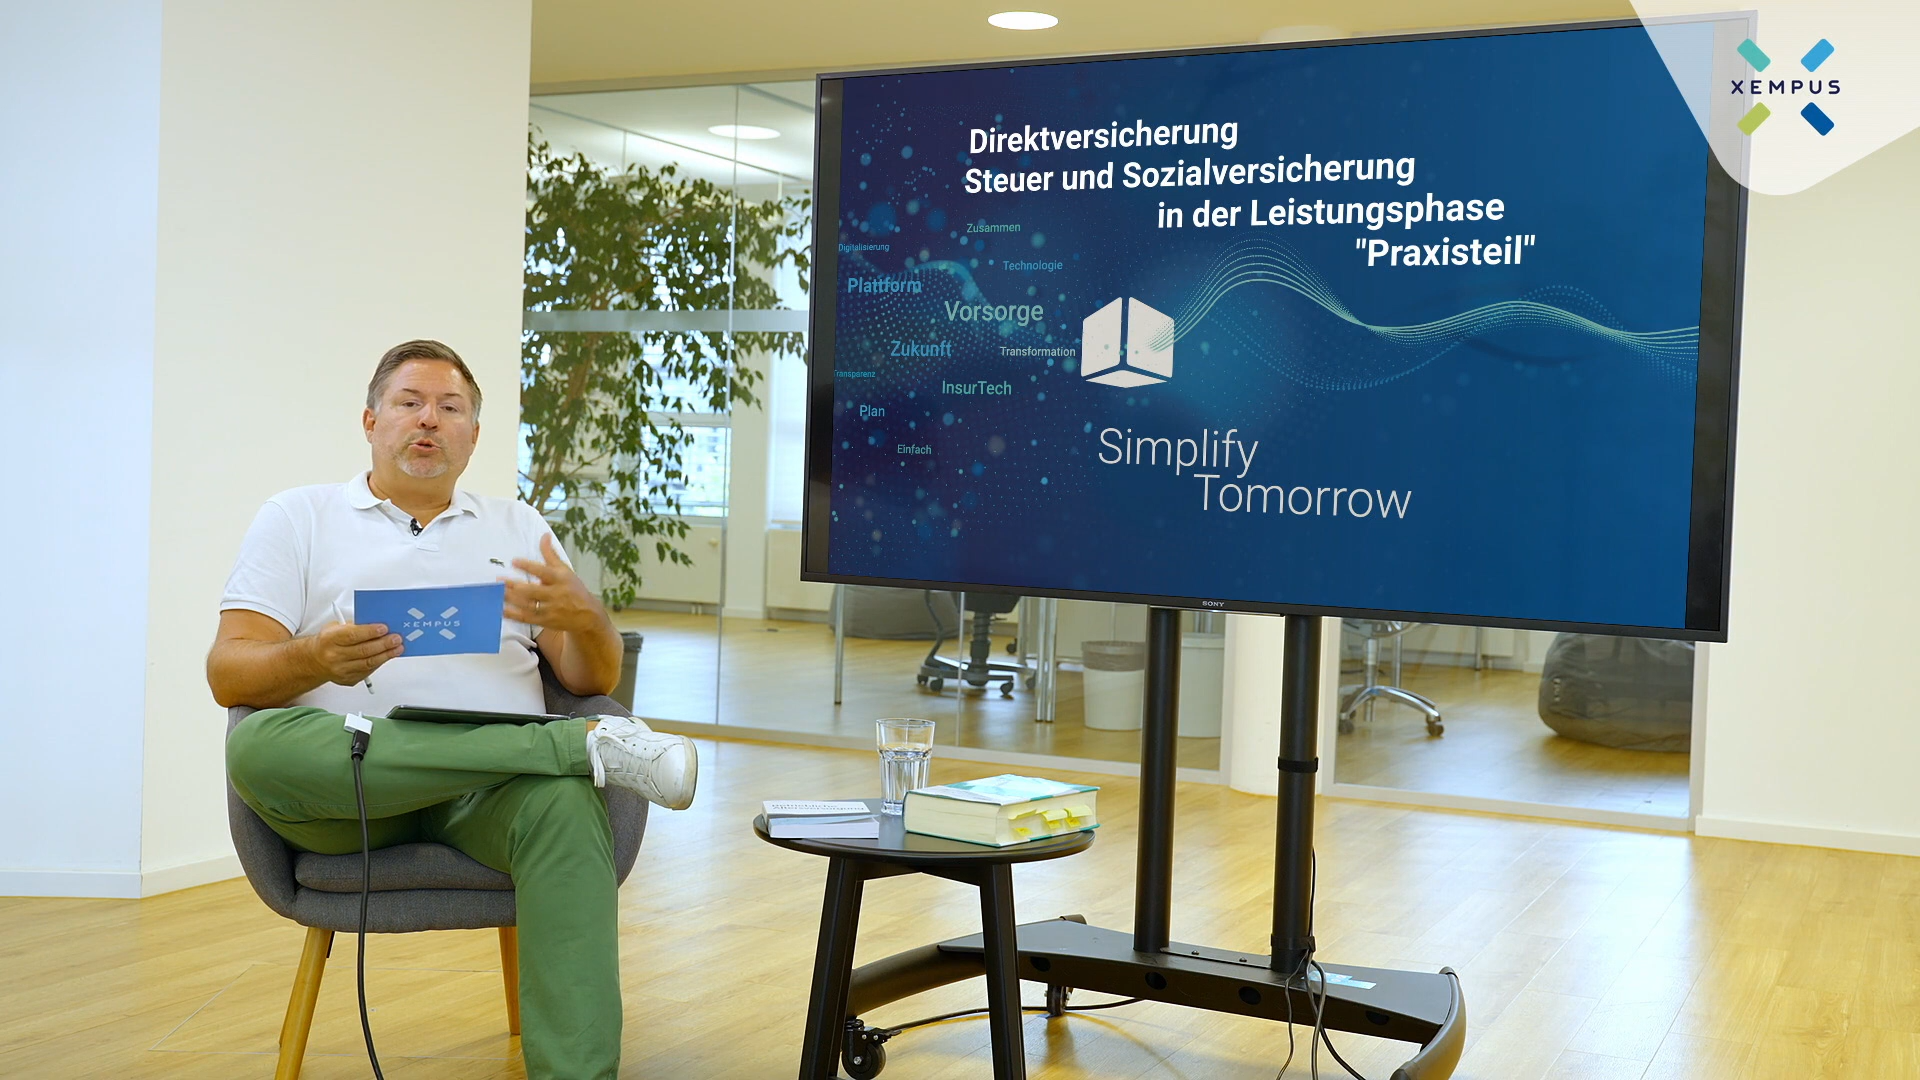 XEMPUS
Direktversicherung
Steuer und Sozialversicherung
in der Leistungsphase
"Praxisteil"
Zusammen
Digitalisierung
Technologie
Plattform
Vorsorge
Zukunft
Transformation
Transparenz
InsurTech
Plan
Einfach
Simplify
Tomorrow
SONY
XEMPUS